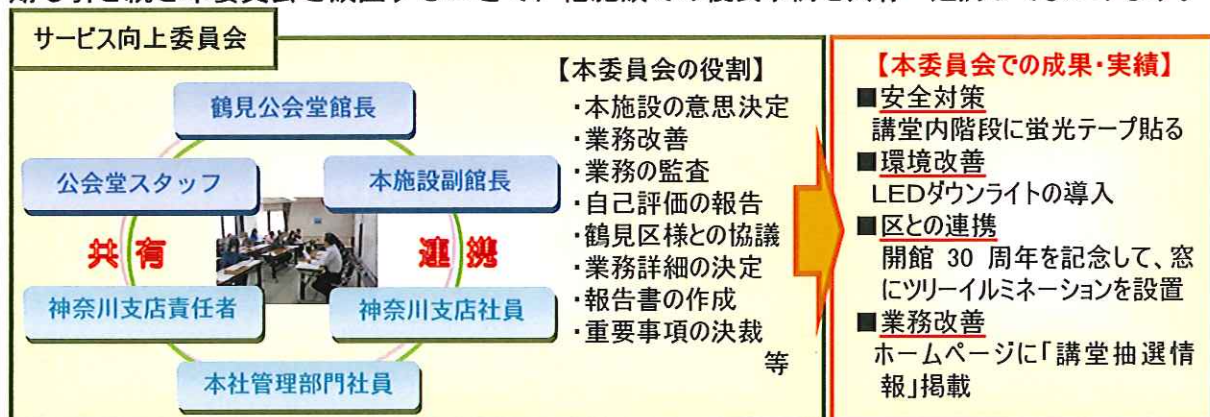 サービス向上委員会
鶴見公会堂館長
公会堂スタッフ
本施設副館長
共有
連携
神奈川支店責任者
神奈川支店社員
本社管理部門社員
【本委員会の役割】
・本施設の意思決定
・業務改善
・業務の監査
・自己評価の報告
・鶴見区様との協議
・業務詳細の決定
・報告書の作成
・重要事項の決裁
等
【本委員会での成果・実績】
■安全対策
講堂内階段に蛍光テープ貼る
■環境改善
LEDダウンライトの導入
■区との連携
開館 30 周年を記念して、窓
にツリーイルミネーションを設置
■業務改善
ホームページに「講堂抽選情
報」掲載